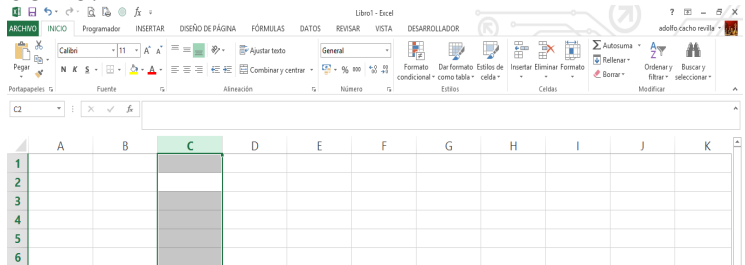 Libro1 - Excel
ARCHIVO INICIO Programador INSERTAR DISEÑO DE PÁGINA FÓRMULAS DATOS REVISAR VISTA DESARROLLADOR adolfo cacho revilla
Pegar
Calibri 11 A A
N K S A
Ajustar texto
Combinar y centrar
General
% 000
Formato condicional
Dar formato como tabla
Estilos de celda
Insertar Eliminar Formato
Autosuma
Rellenar
Borrar
Ordenar y filtrar
Buscar y seleccionar
Portapapeles Fuente Alineación Número Estilos Celdas Modificar
C2 fx
A B C D E F G H I J K
1
2
3
4
5
6